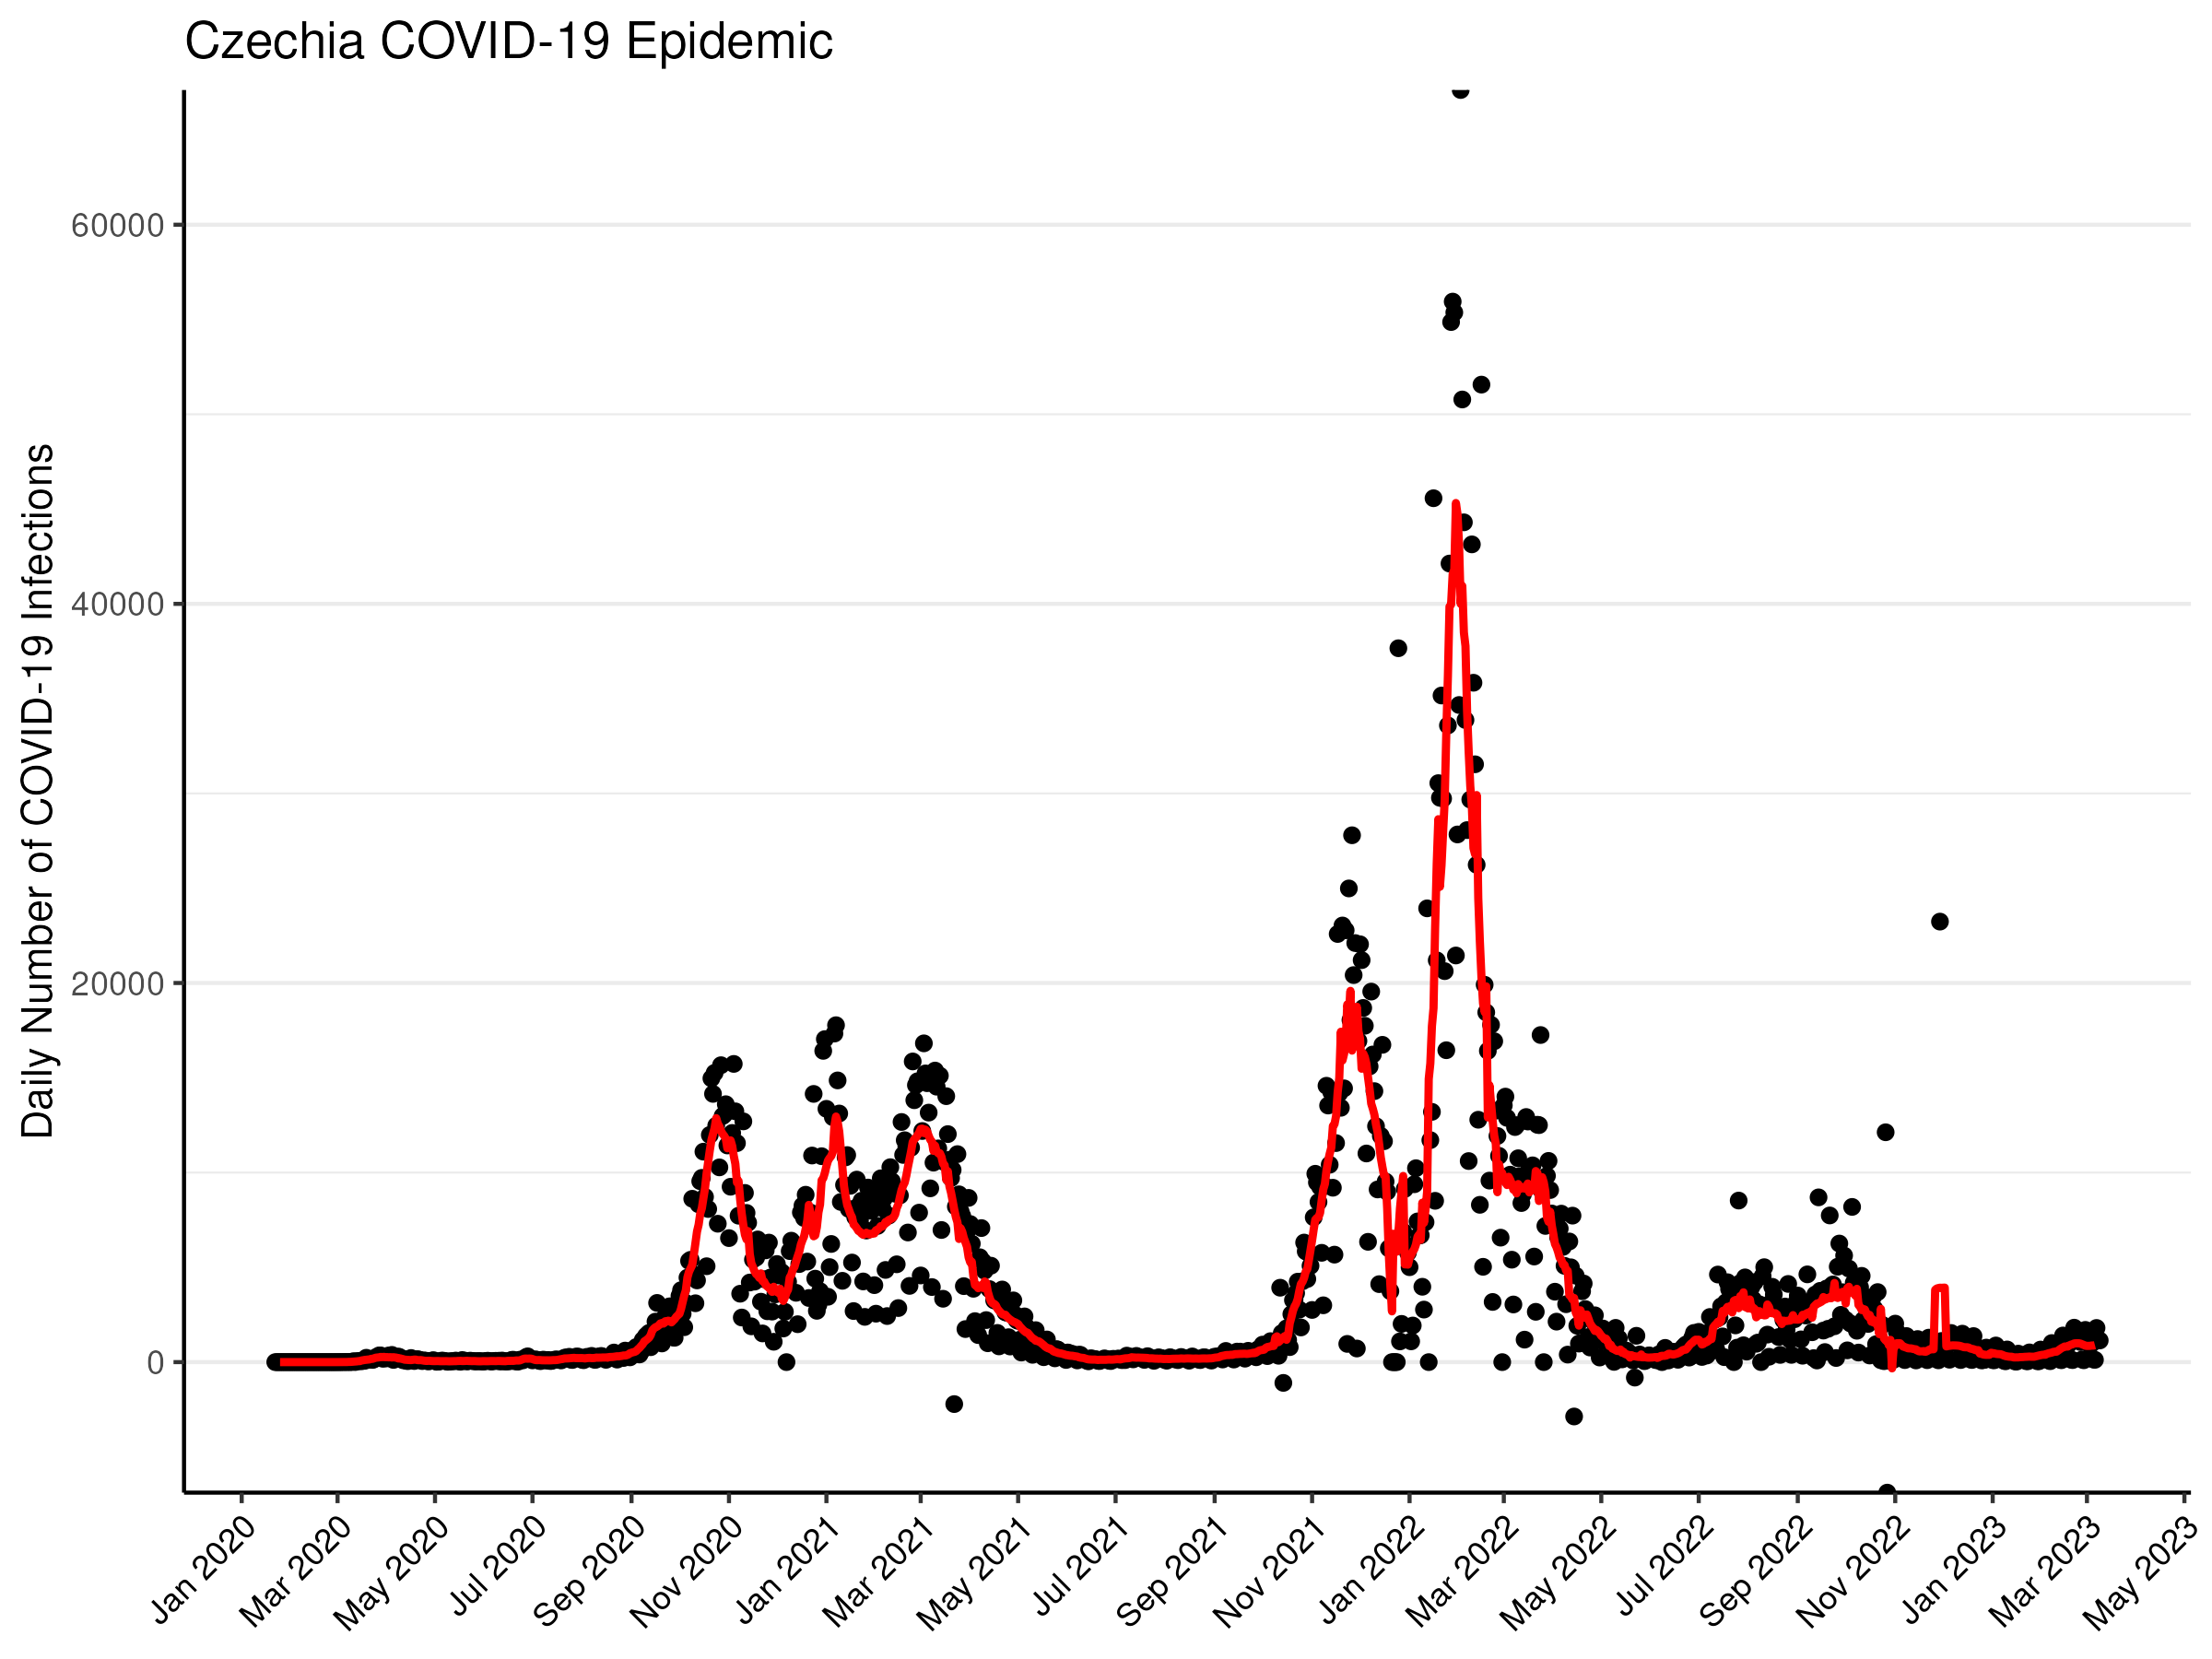 Czechia COVID-19 Epidemic
Daily Number of COVID-19 Infections
60000
40000
20000
0
Jan 2020
Mar 2020
May 2020
Jul 2020
Sep 2020
Nov 2020
Jan 2021
Mar 2021
May 2021
Jul 2021
Sep 2021
Nov 2021
Jan 2022
Mar 2022
May 2022
Jul 2022
Sep 2022
Nov 2022
Jan 2023
Mar 2023
May 2023